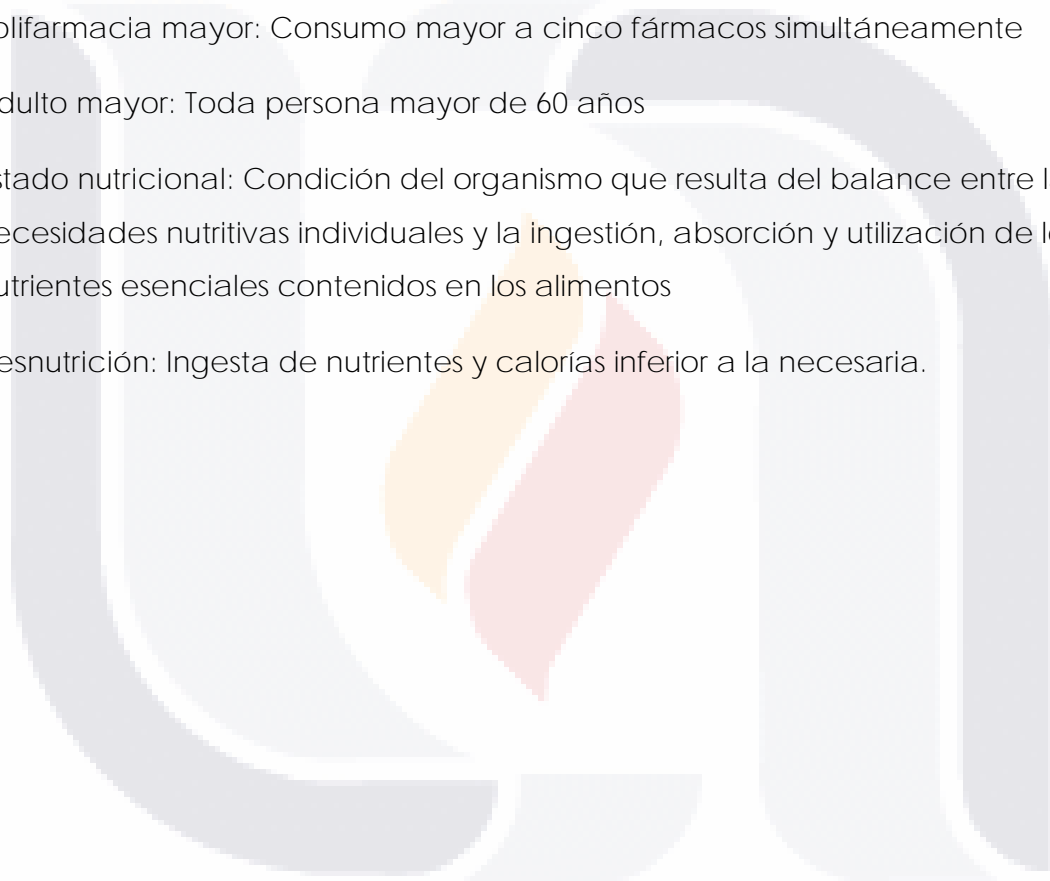 olifarmacia mayor: Consumo mayor a cinco fármacos simultáneamente
dulto mayor: Toda persona mayor de 60 años
stado nutricional: Condición del organismo que resulta del balance entre l
ecesidades nutritivas individuales y la ingestión, absorción y utilización de l
utrientes esenciales contenidos en los alimentos
esnutrición: Ingesta de nutrientes y calorías inferior a la necesaria.